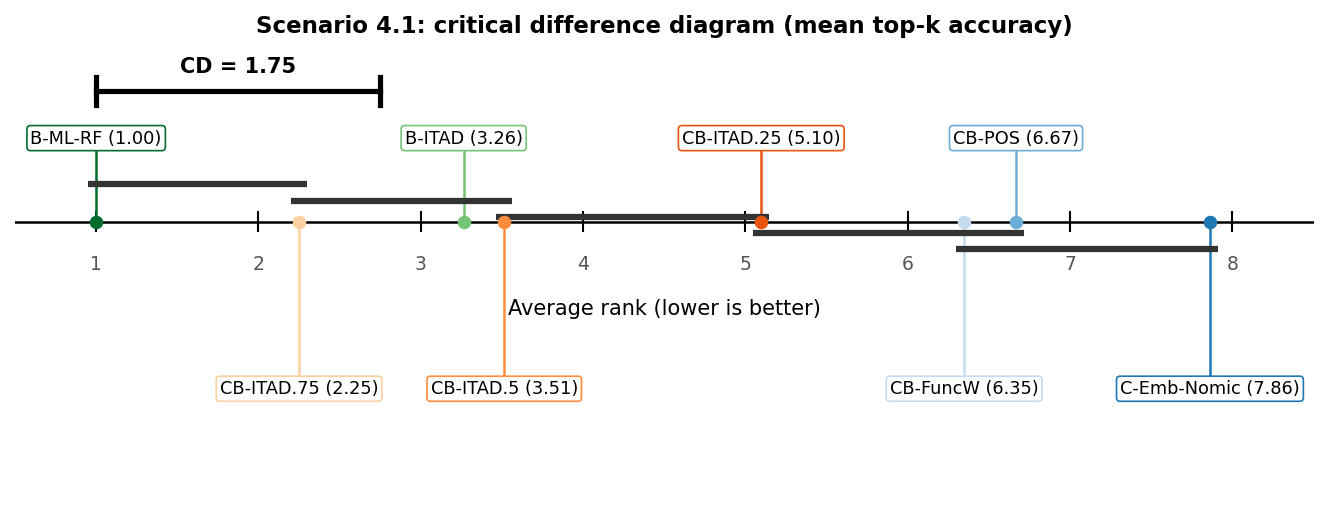 Scenario 4.1: critical difference diagram (mean top-k accuracy)
CD = 1.75
B-ML-RF (1.00)
B-ITAD (3.26)
CB-ITAD.25 (5.10)
CB-POS (6.67)
1 2 3 4 5 6 7 8
Average rank (lower is better)
CB-ITAD.75 (2.25)
CB-ITAD.5 (3.51)
CB-FuncW (6.35)
C-Emb-Nomic (7.86)